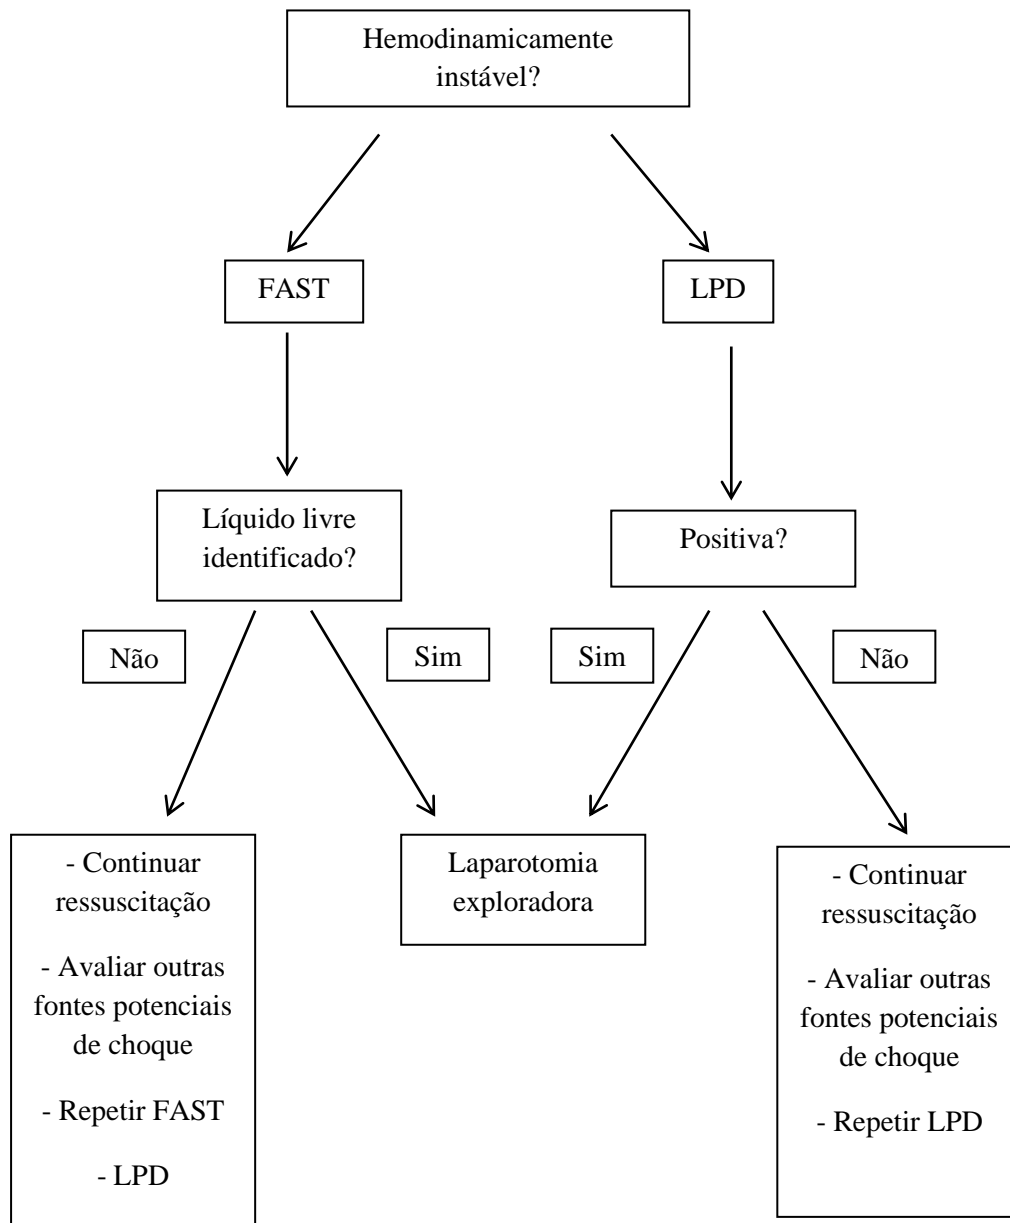 Hemodinamicamente
instável?
FAST
LPD
Líquido livre
identificado?
Positiva?
Não
Sim
Sim
Não
- Continuar
ressuscitação
- Avaliar outras
fontes potenciais
de choque
- Repetir FAST
- LPD
Laparotomia
exploradora
- Continuar
ressuscitação
- Avaliar outras
fontes potenciais
de choque
- Repetir LPD